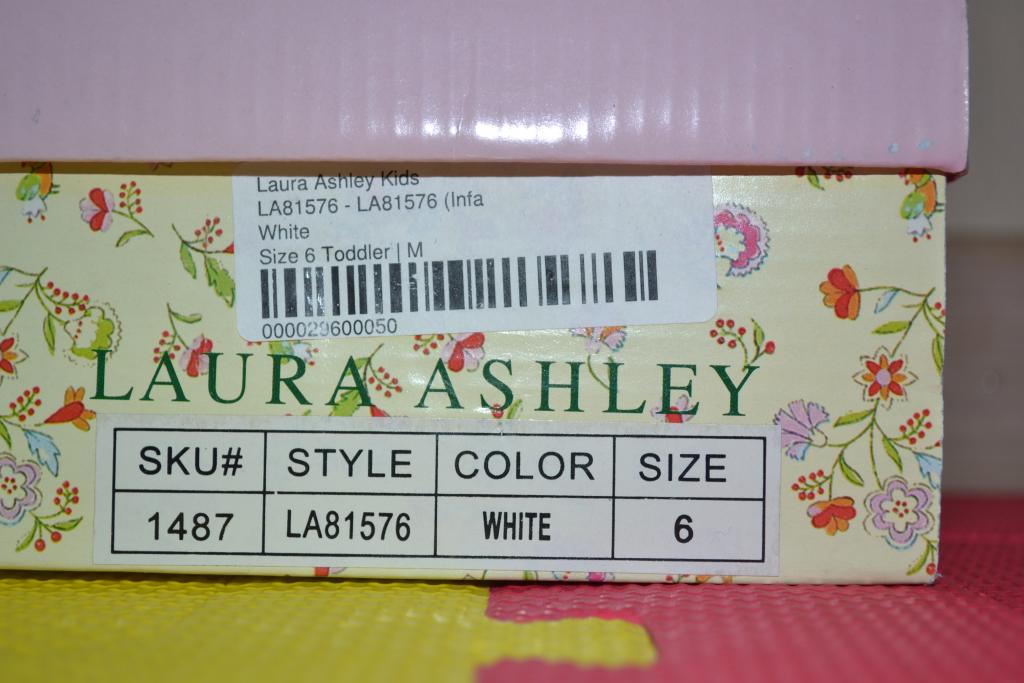 Laura Ashley Kids
LA81576 - LA81576 (Infa
White
Size 6 Toddler | M
000029600050
LAURA ASHLEY
SKU# STYLE COLOR SIZE
1487 LA81576 WHITE 6